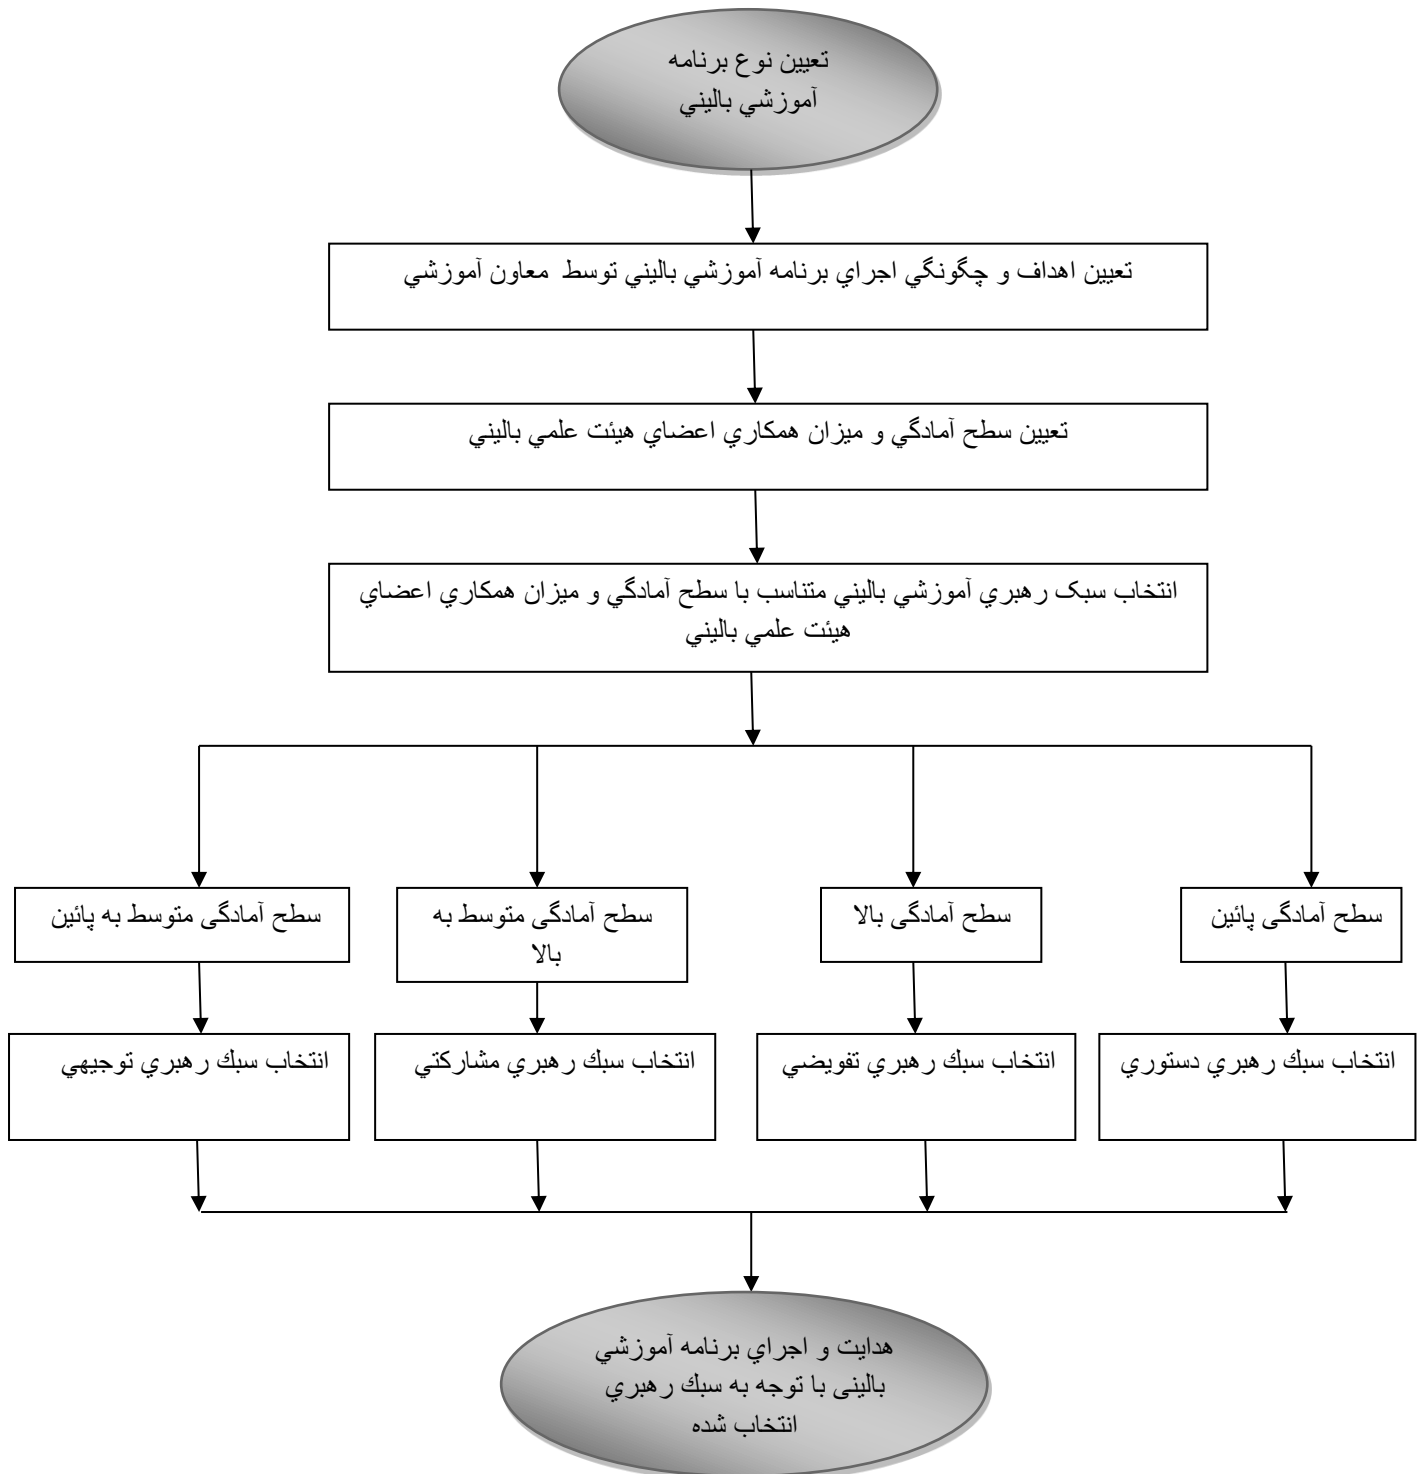 تعيين نوع برنامه
آموزشي باليني
تعيين اهداف و چگونگي اجراي برنامه آموزشي باليني توسط معاون آموزشي
تعيين سطح آمادگي و ميزان همكاري اعضاي هيئت علمي باليني
انتخاب سبک رهبري آموزشي باليني متناسب با سطح آمادگي و ميزان همكاري اعضاي
هيئت علمي باليني
سطح آمادگی پائین
سطح آمادگی بالا
سطح آمادگی متوسط به
بالا
سطح آمادگی متوسط به پائین
انتخاب سبك رهبري دستوري
انتخاب سبك رهبري تفويضي
انتخاب سبك رهبري مشاركتي
انتخاب سبك رهبري توجيهي
هدايت و اجراي برنامه آموزشي
بالینی با توجه به سبك رهبري
انتخاب شده